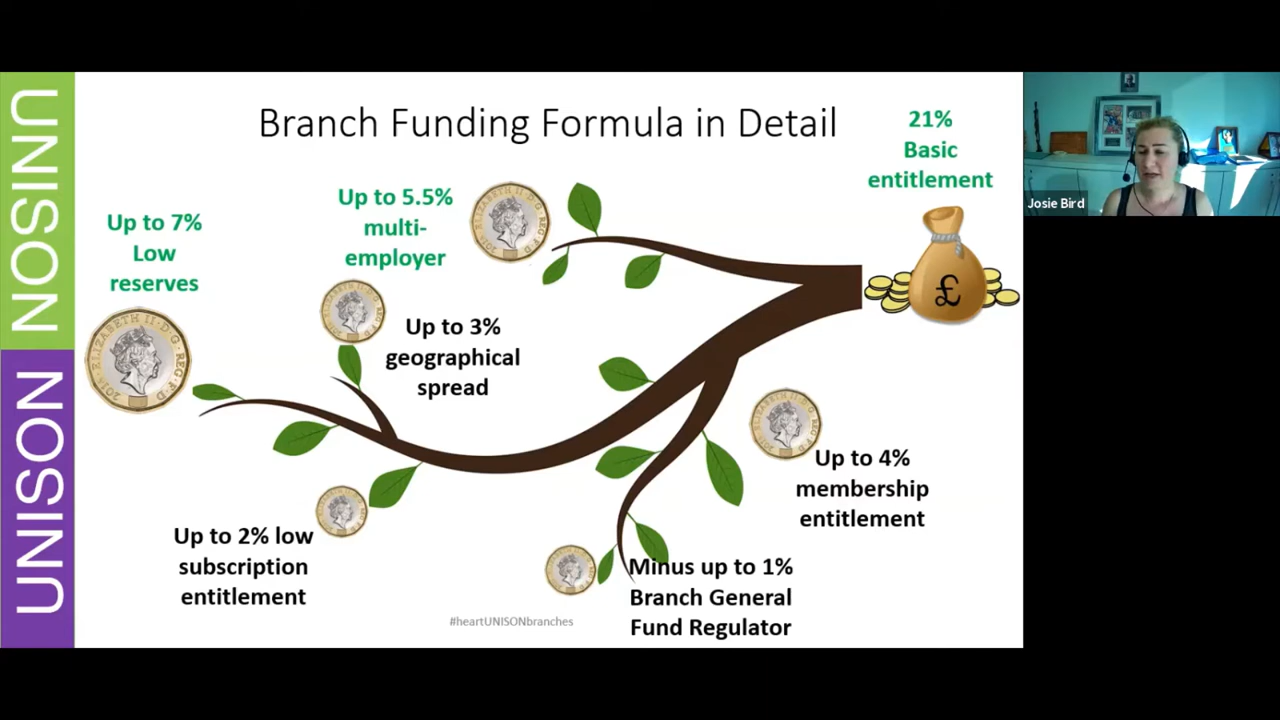 UNISON
UNISON
Branch Funding Formula in Detail
21%
Basic
entitlement
Josie Bird
Up to 5.5%
multi-
employer
Up to 7%
Low
reserves
Up to 3%
geographical
spread
Up to 4%
membership
entitlement
Up to 2% low
subscription
entitlement
Minus up to 1%
Branch General
Fund Regulator
#heartUNISONbranches
£